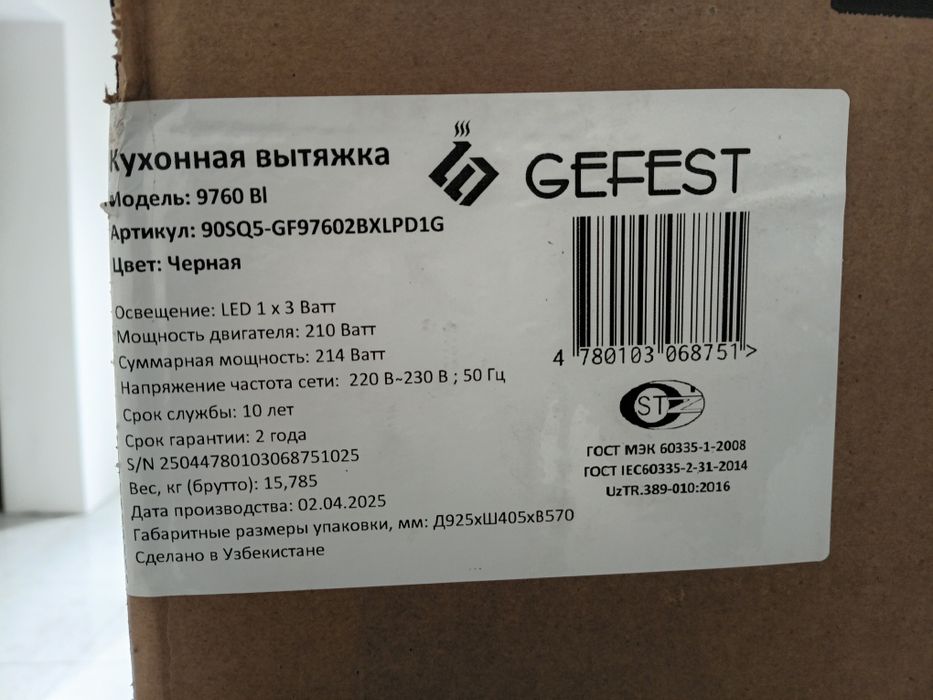 Кухонная вытяжка
Модель: 9760 Bl
Артикул: 90SQ5-GF97602BXLPD1G
Цвет: Черная
Освещение: LED 1 x 3 Ватт
Мощность двигателя: 210 Ватт
Суммарная мощность: 214 Ватт
Напряжение частота сети: 220 В~230 В ; 50 Гц
Срок службы: 10 лет
Срок гарантии: 2 года
S/N 25044780103068751025
Вес, кг (брутто): 15,785
Дата производства: 02.04.2025
Габаритные размеры упаковки, мм: Д925хШ405хВ570
Сделано в Узбекистане
GEFEST
4 780103 068751 >
STZ
ГОСТ МЭК 60335-1-2008
ГОСТ IEC60335-2-31-2014
UzTR.389-010:2016